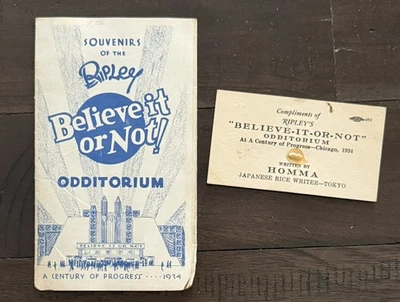 SOUVENIRS
OF THE
Ripley
Believe it
or Not!
ODDITORIUM
BELIEVE IT OR NOT
A CENTURY OF PROGRESS ···· 1934
Compliments of
RIPLEY'S
"BELIEVE-IT-OR-NOT"
ODDITORIUM
At A Century of Progress—Chicago, 1934
WRITTEN BY
HOMMA
JAPANESE RICE WRITER—TOKYO